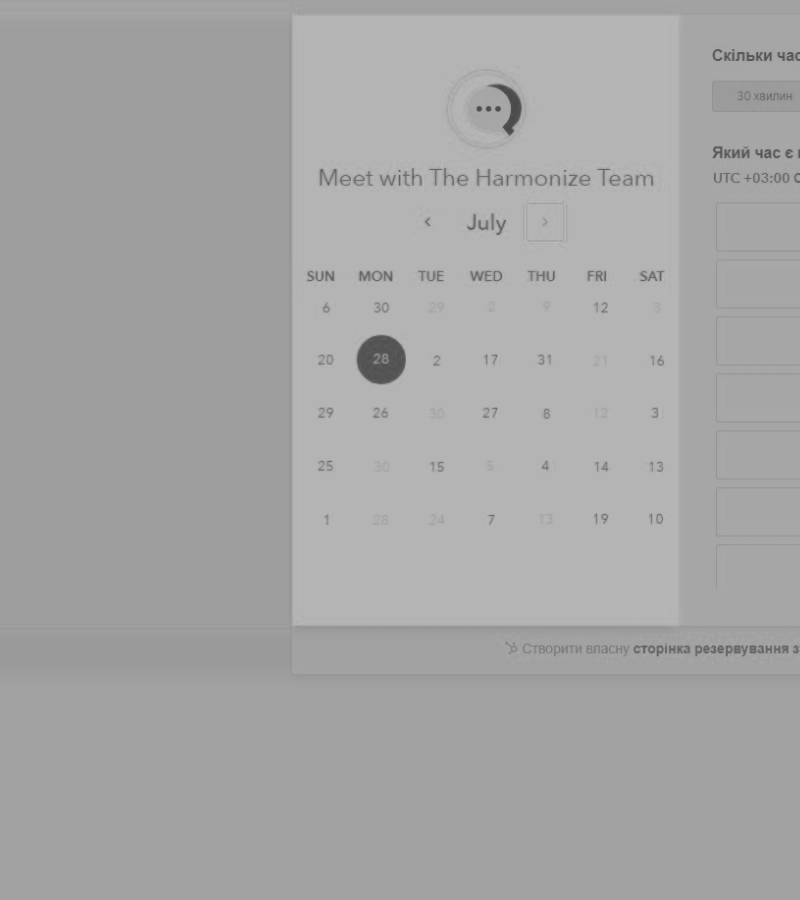 Meet with The Harmonize Team
July
SUN MON TUE WED THU FRI SAT
6 30 29 2 9 12 3
20 28 2 17 31 21 16
29 26 30 27 8 12 3
25 30 15 5 4 14 13
1 28 24 7 13 19 10
Скільки час
30 хвилин
Який час є
UTC +03:00
Створити власну сторінка резервування з